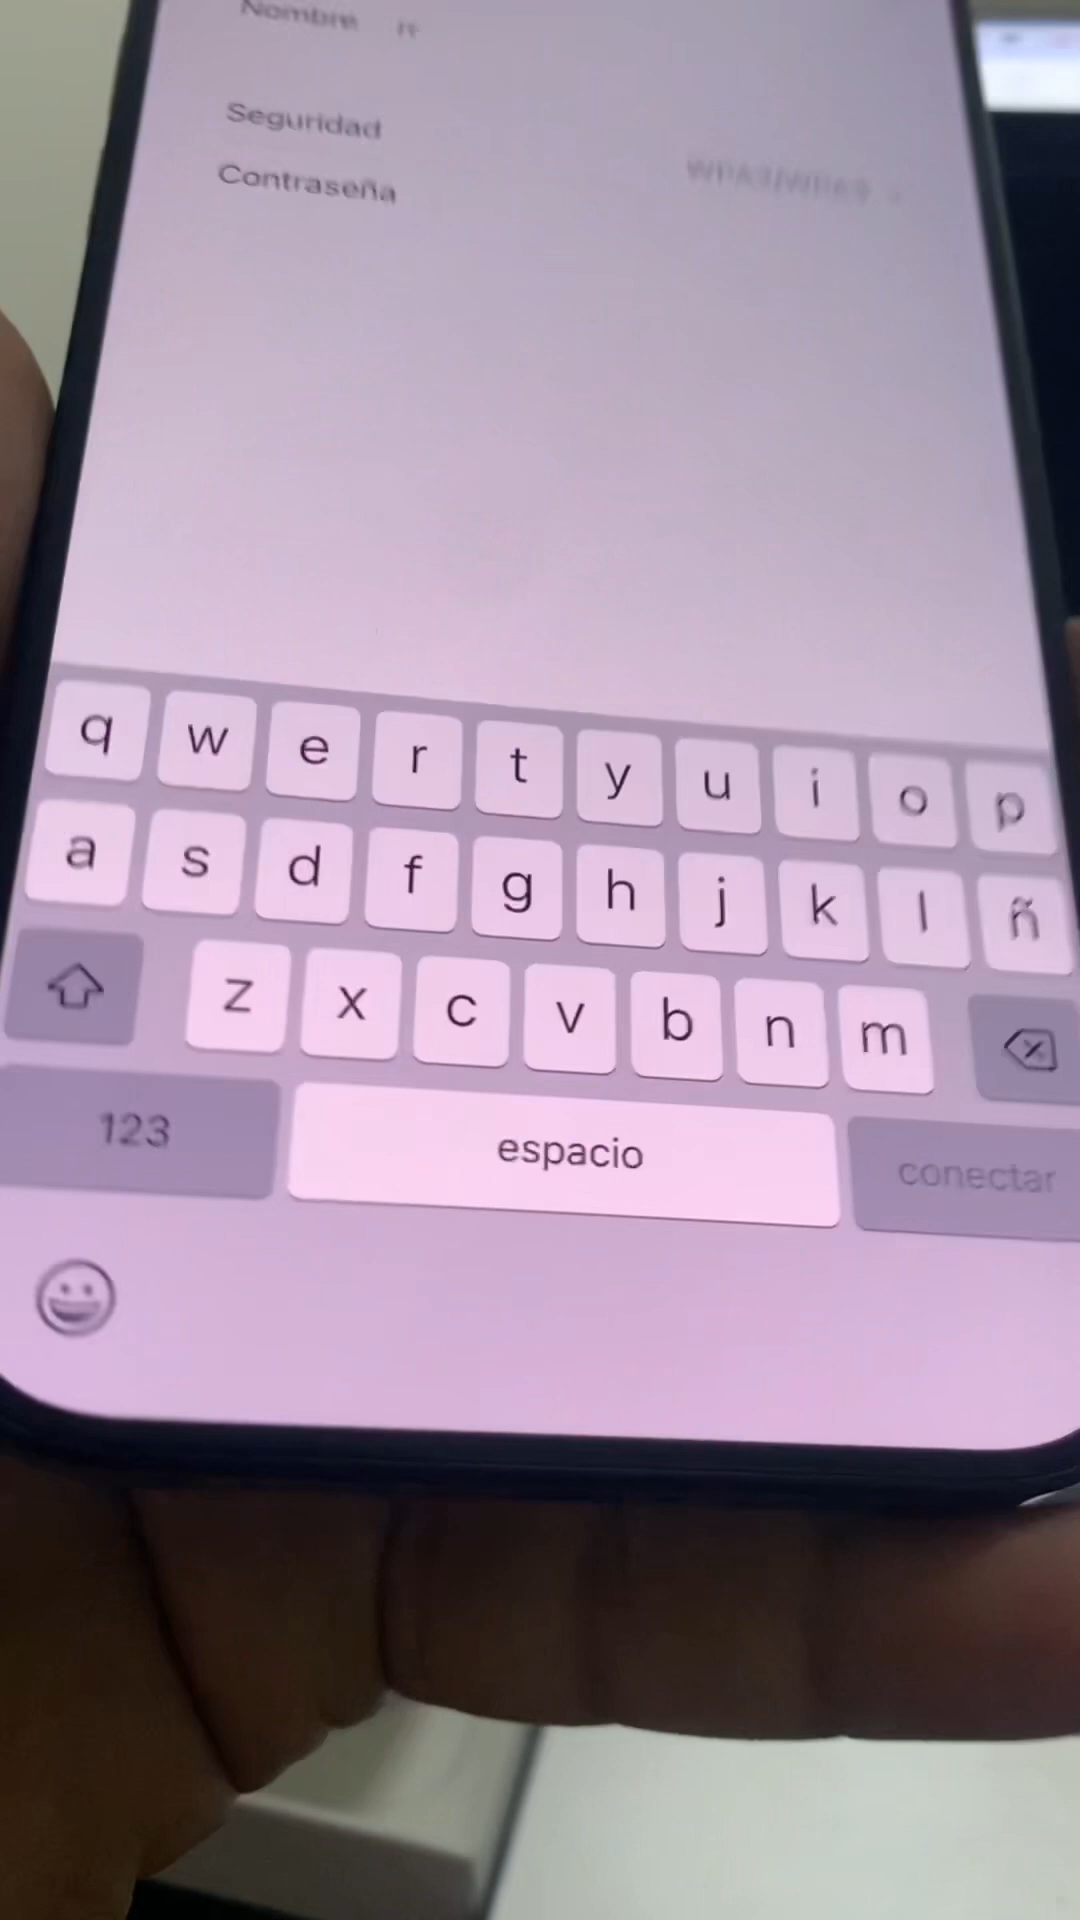 Nombre
Seguridad
Contraseña
q w e r t y u i o p
a s d f g h j k l ñ
z x c v b n m
123 espacio conectar